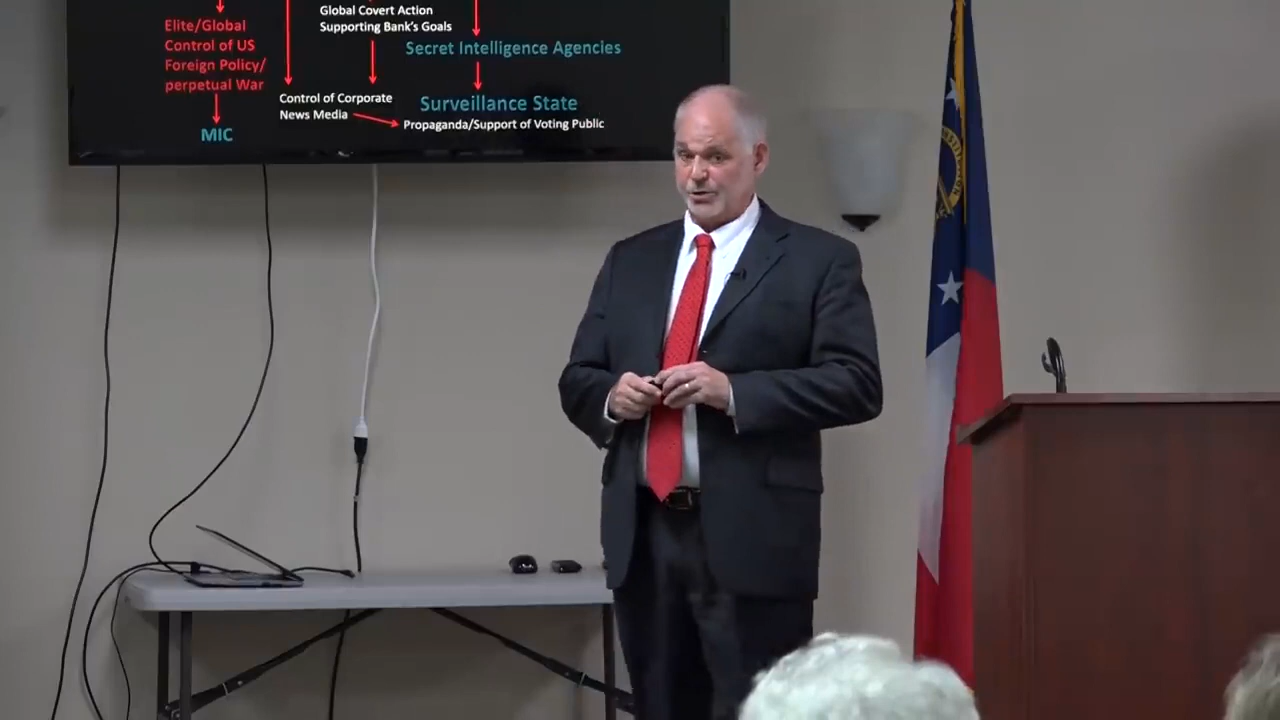 Elite/Global
Control of US
Foreign Policy/
perpetual War
MIC
Global Covert Action
Supporting Bank's Goals
Control of Corporate
News Media
Secret Intelligence Agencies
Surveillance State
Propaganda/Support of Voting Public